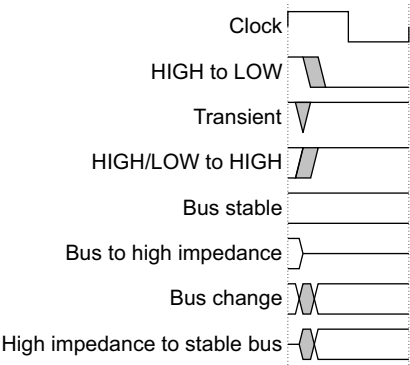 Clock
HIGH to LOW
Transient
HIGH/LOW to HIGH
Bus stable
Bus to high impedance
Bus change
High impedance to stable bus